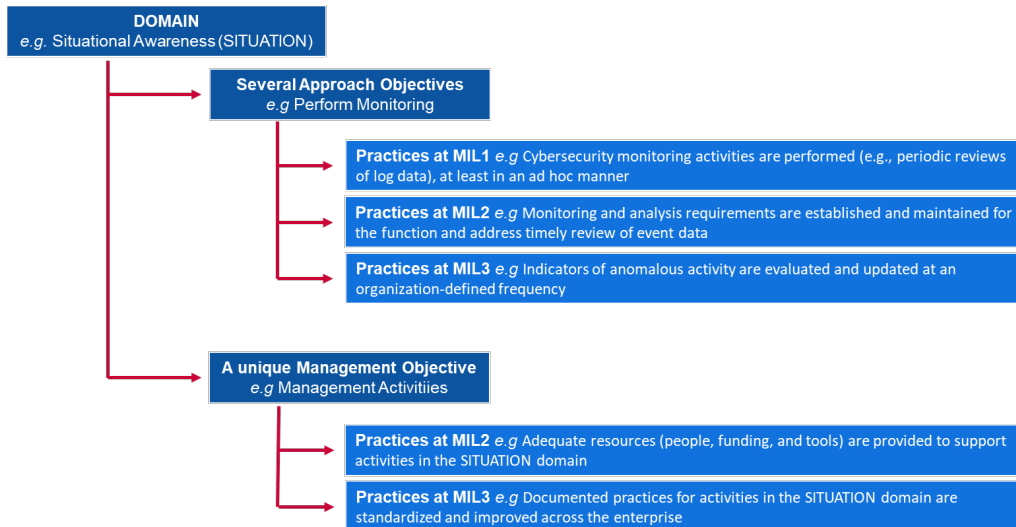 DOMAIN
e.g. Situational Awareness (SITUATION)
Several Approach Objectives
e.g Perform Monitoring
Practices at MIL1 e.g Cybersecurity monitoring activities are performed (e.g., periodic reviews
of log data), at least in an ad hoc manner
Practices at MIL2 e.g Monitoring and analysis requirements are established and maintained for
the function and address timely review of event data
Practices at MIL3 e.g Indicators of anomalous activity are evaluated and updated at an
organization-defined frequency
A unique Management Objective
e.g Management Activitiies
Practices at MIL2 e.g Adequate resources (people, funding, and tools) are provided to support
activities in the SITUATION domain
Practices at MIL3 e.g Documented practices for activities in the SITUATION domain are
standardized and improved across the enterprise